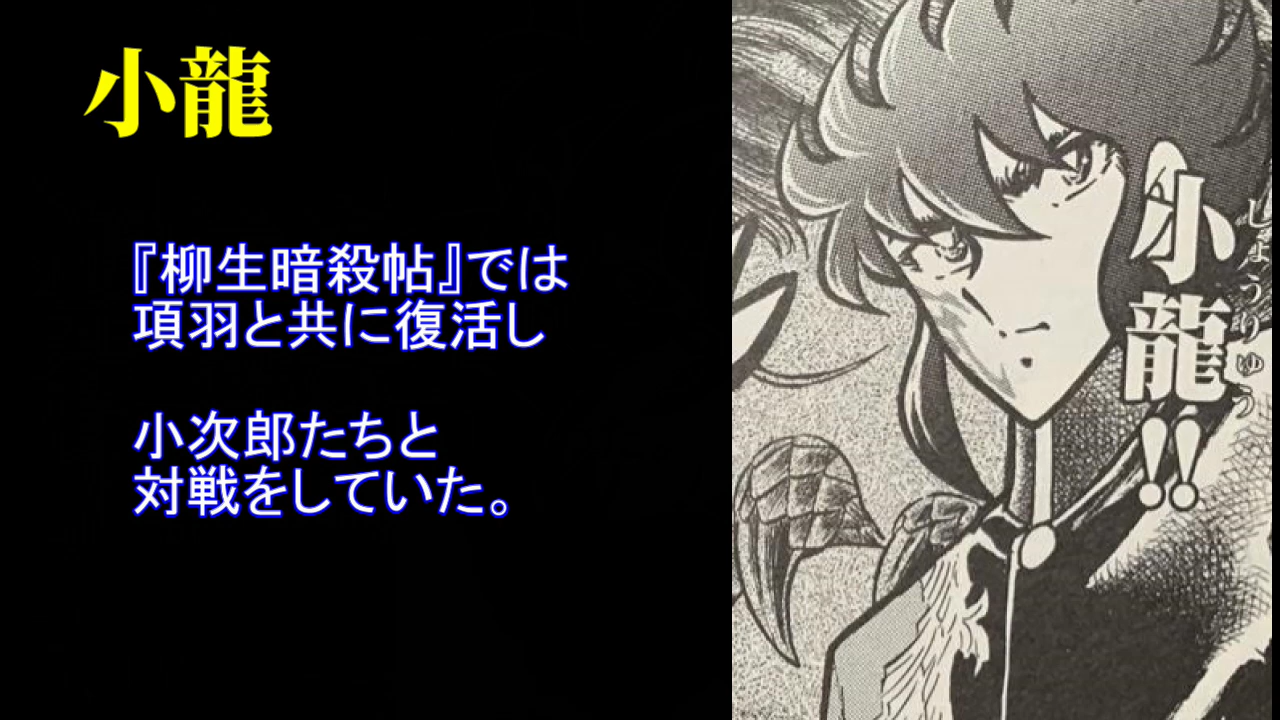 小龍
『柳生暗殺帖』では
項羽と共に復活し
小次郎たちと
対戦をしていた。
小龍!!
しょうりゅう